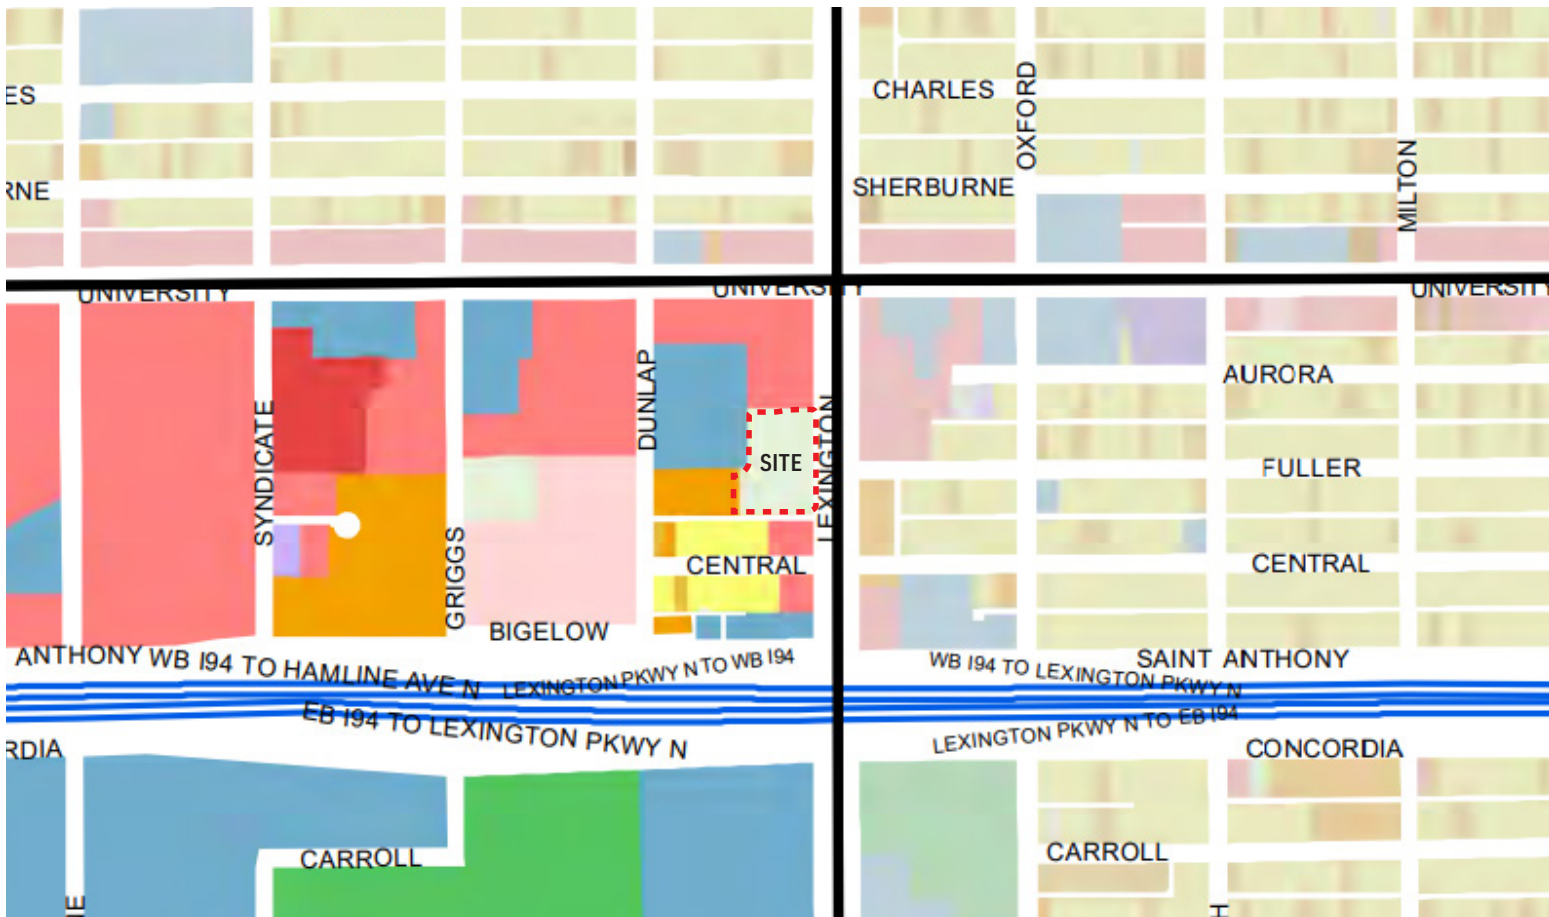 CHARLES
OXFORD
ES
MILTON
SHERBURNE
RNE
UNIVERSITY
UNIVERSITY
UNIVERSITY
AURORA
DUNLAP
LEXINGTON
SYNDICATE
SITE
FULLER
GRIGGS
CENTRAL
CENTRAL
BIGELOW
ANTHONY WB I94 TO HAMLINE AVE N
LEXINGTON PKWY N TO WB I94
WB I94 TO LEXINGTON PKWY N
SAINT ANTHONY
EB I94 TO LEXINGTON PKWY N
LEXINGTON PKWY N TO EB I94
RDIA
CONCORDIA
CARROLL
CARROLL
IE
H